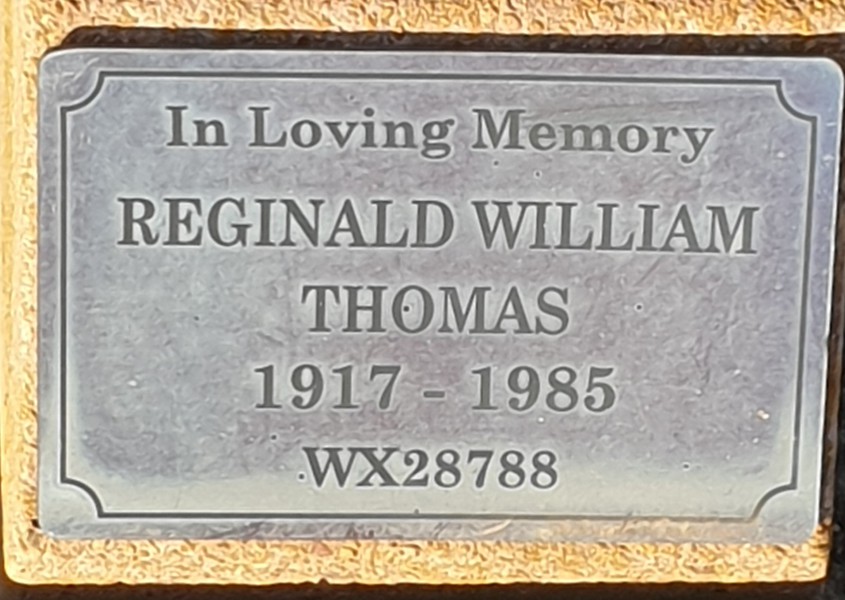 In Loving Memory
REGINALD WILLIAM
THOMAS
1917 - 1985
WX28788